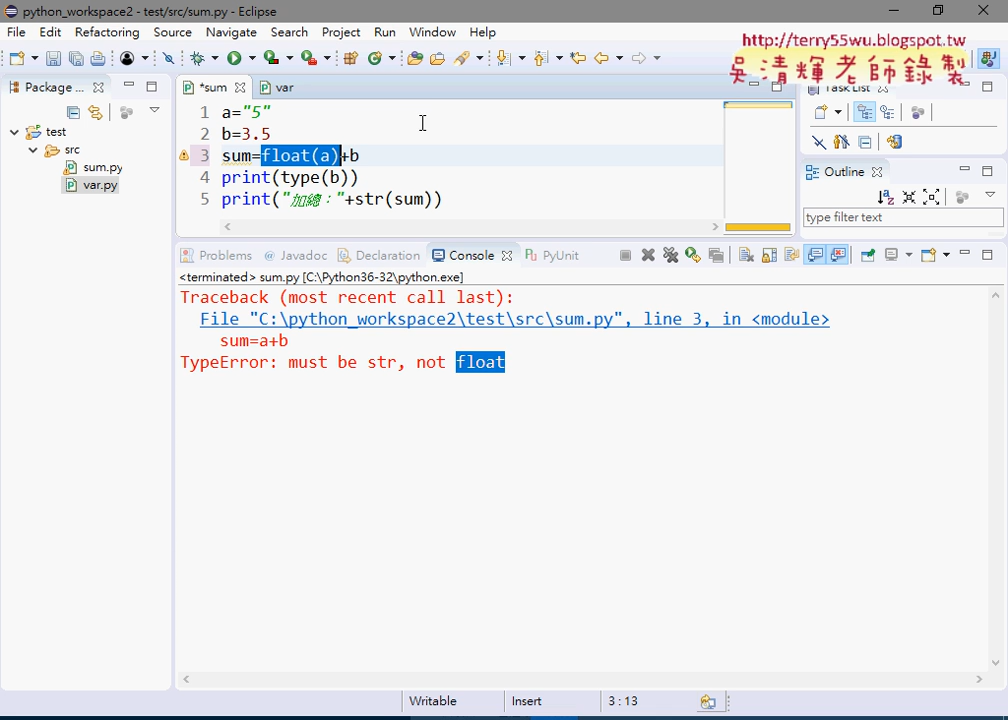 python_workspace2 - test/src/sum.py - Eclipse
File Edit Refactoring Source Navigate Search Project Run Window Help
http://terry55wu.blogspot.tw
吳清輝老師錄製
Package ...
*sum
var
Task List
test
src
sum.py
var.py
1 a="5"
2 b=3.5
3 sum=float(a)+b
4 print(type(b))
5 print("加總："+str(sum))
Outline
type filter text
Problems @ Javadoc Declaration Console PyUnit
<terminated> sum.py [C:\Python36-32\python.exe]
Traceback (most recent call last):
File "C:\python_workspace2\test\src\sum.py", line 3, in <module>
sum=a+b
TypeError: must be str, not float
Writable Insert 3 : 13